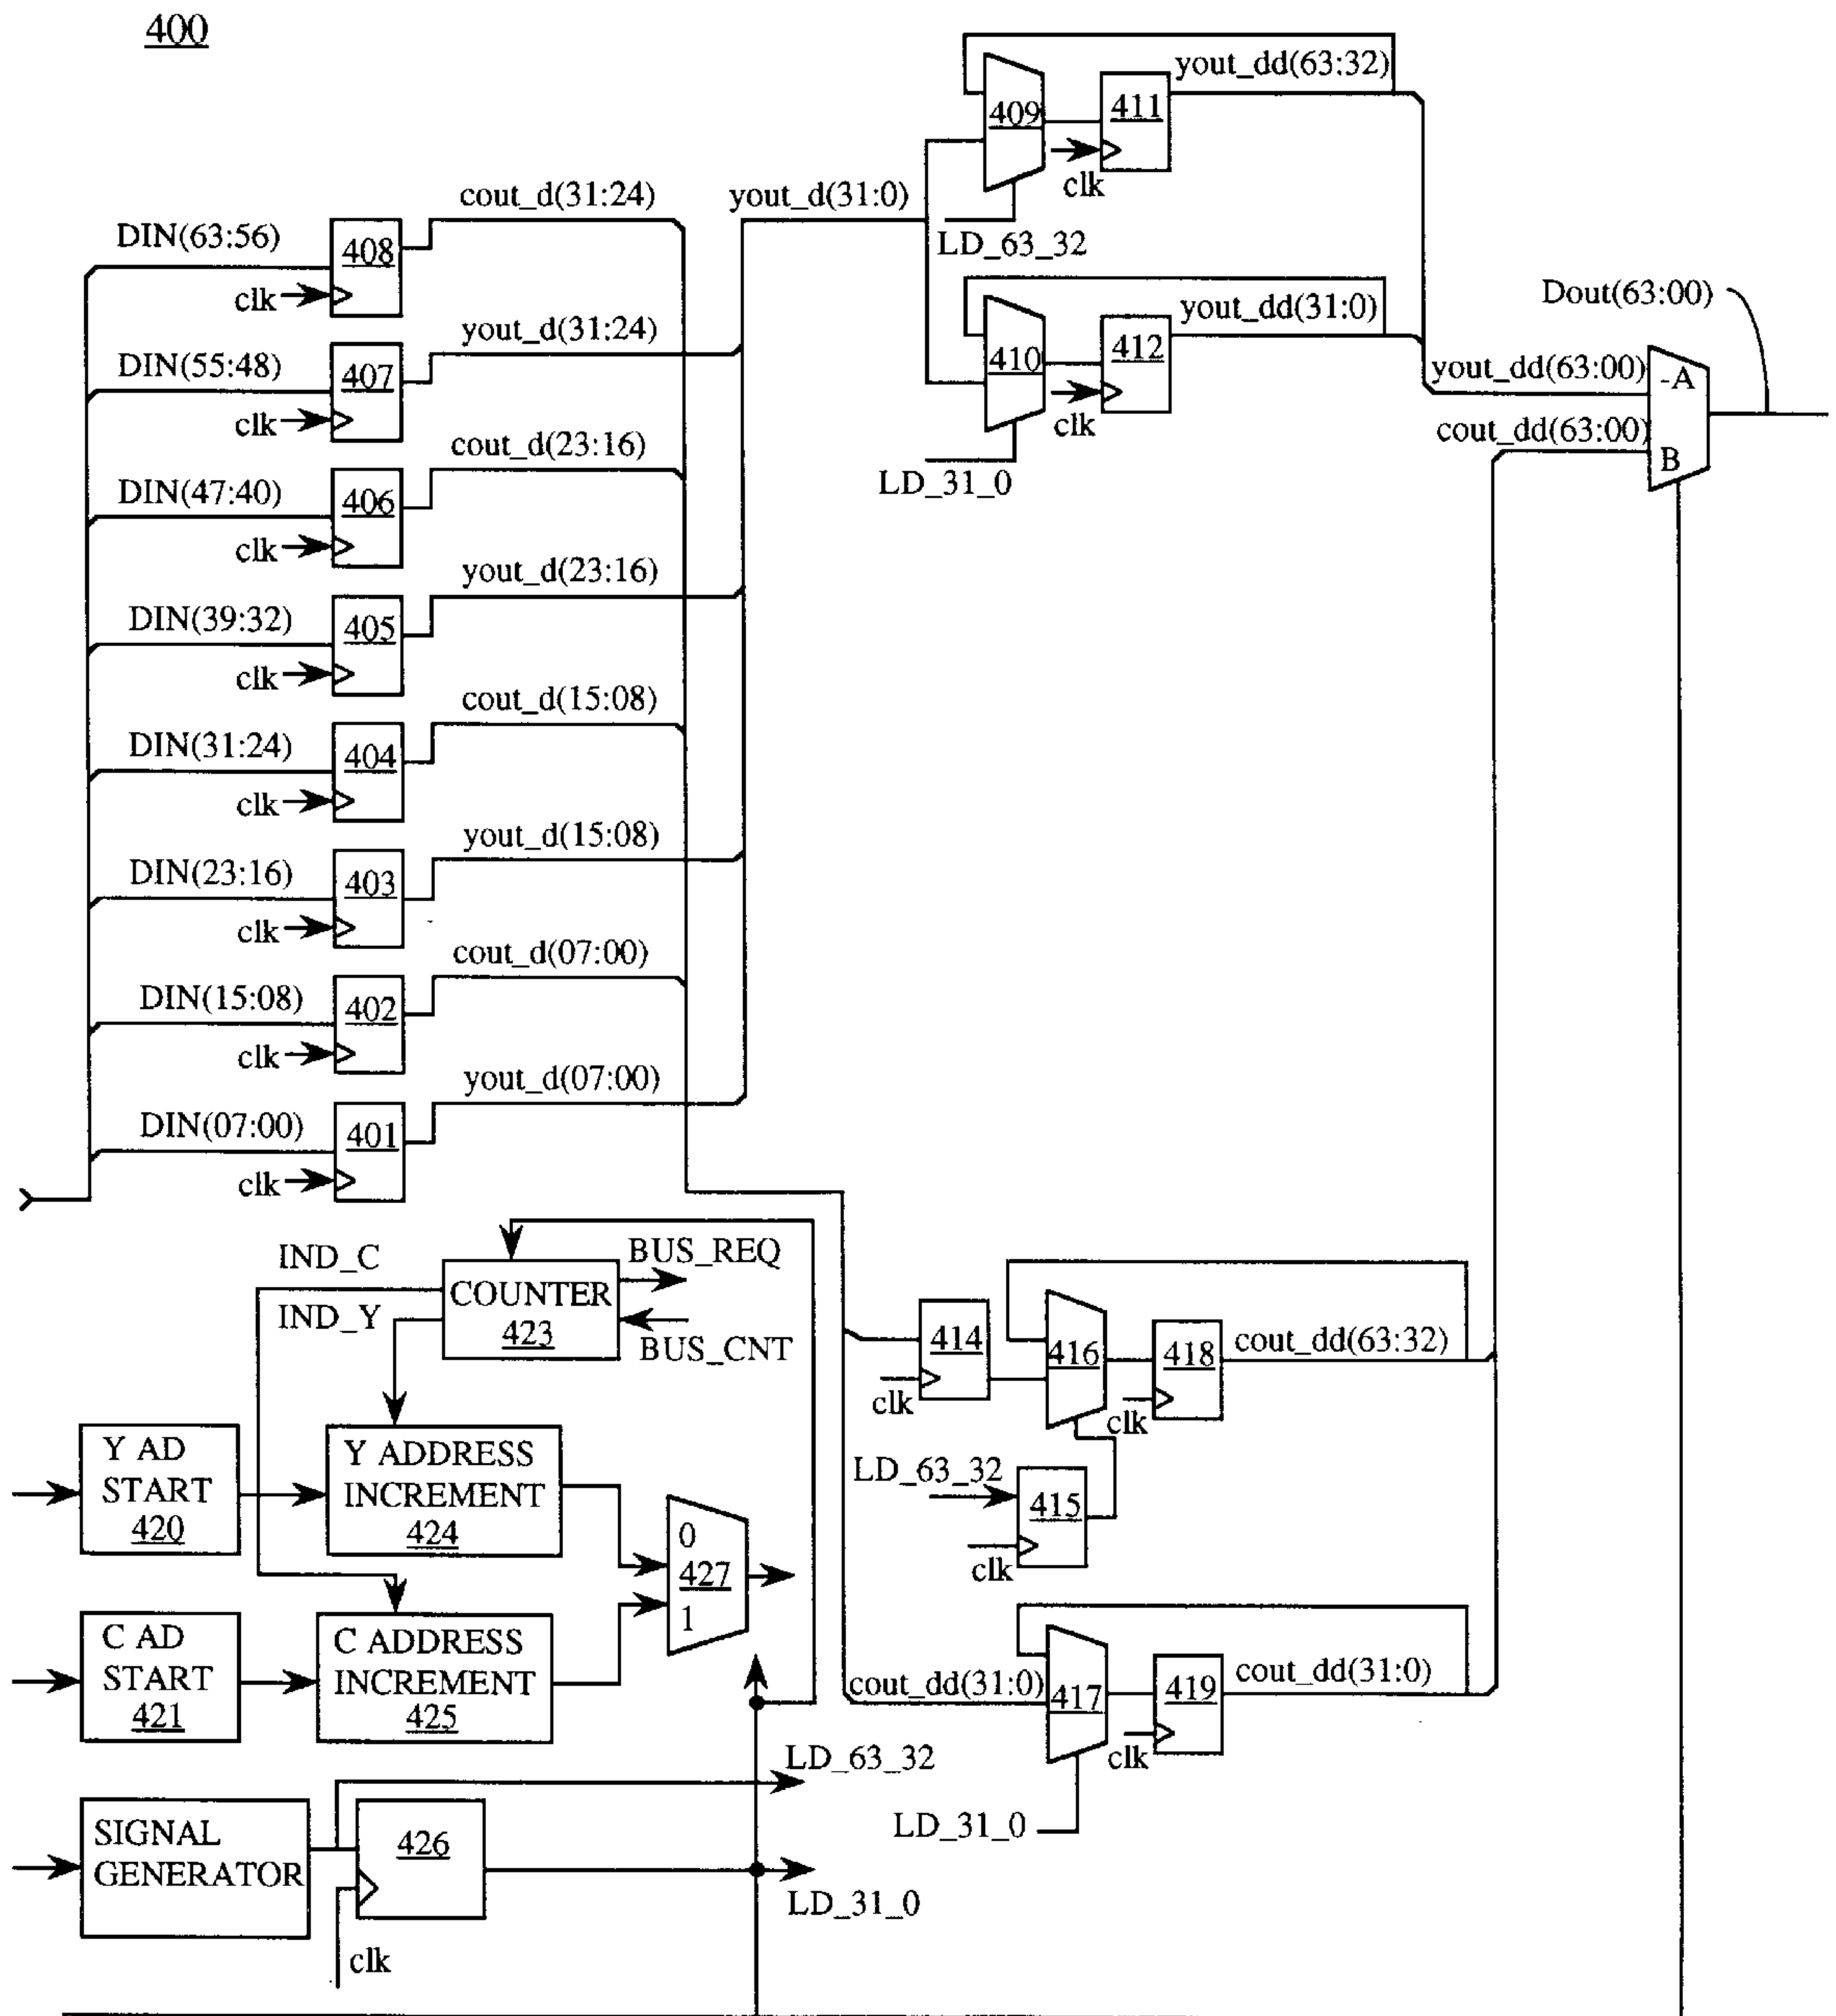 400
yout_dd(63:32)
409
411
clk
LD_63_32
cout_d(31:24)
yout_d(31:0)
DIN(63:56)
408
clk
yout_dd(31:0)
410
412
clk
LD_31_0
Dout(63:00)
yout_dd(63:00)
-A
cout_dd(63:00)
B
yout_d(31:24)
DIN(55:48)
407
clk
cout_d(23:16)
DIN(47:40)
406
clk
yout_d(23:16)
DIN(39:32)
405
clk
cout_d(15:08)
DIN(31:24)
404
clk
yout_d(15:08)
DIN(23:16)
403
clk
cout_d(07:00)
DIN(15:08)
402
clk
yout_d(07:00)
DIN(07:00)
401
clk
IND_C
BUS_REQ
COUNTER
423
IND_Y
BUS_CNT
414
clk
416
418
clk
cout_dd(63:32)
LD_63_32
415
clk
Y AD
START
420
Y ADDRESS
INCREMENT
424
0
427
1
C AD
START
421
C ADDRESS
INCREMENT
425
cout_dd(31:0)
417
419
clk
cout_dd(31:0)
LD_31_0
LD_63_32
SIGNAL
GENERATOR
426
clk
LD_31_0